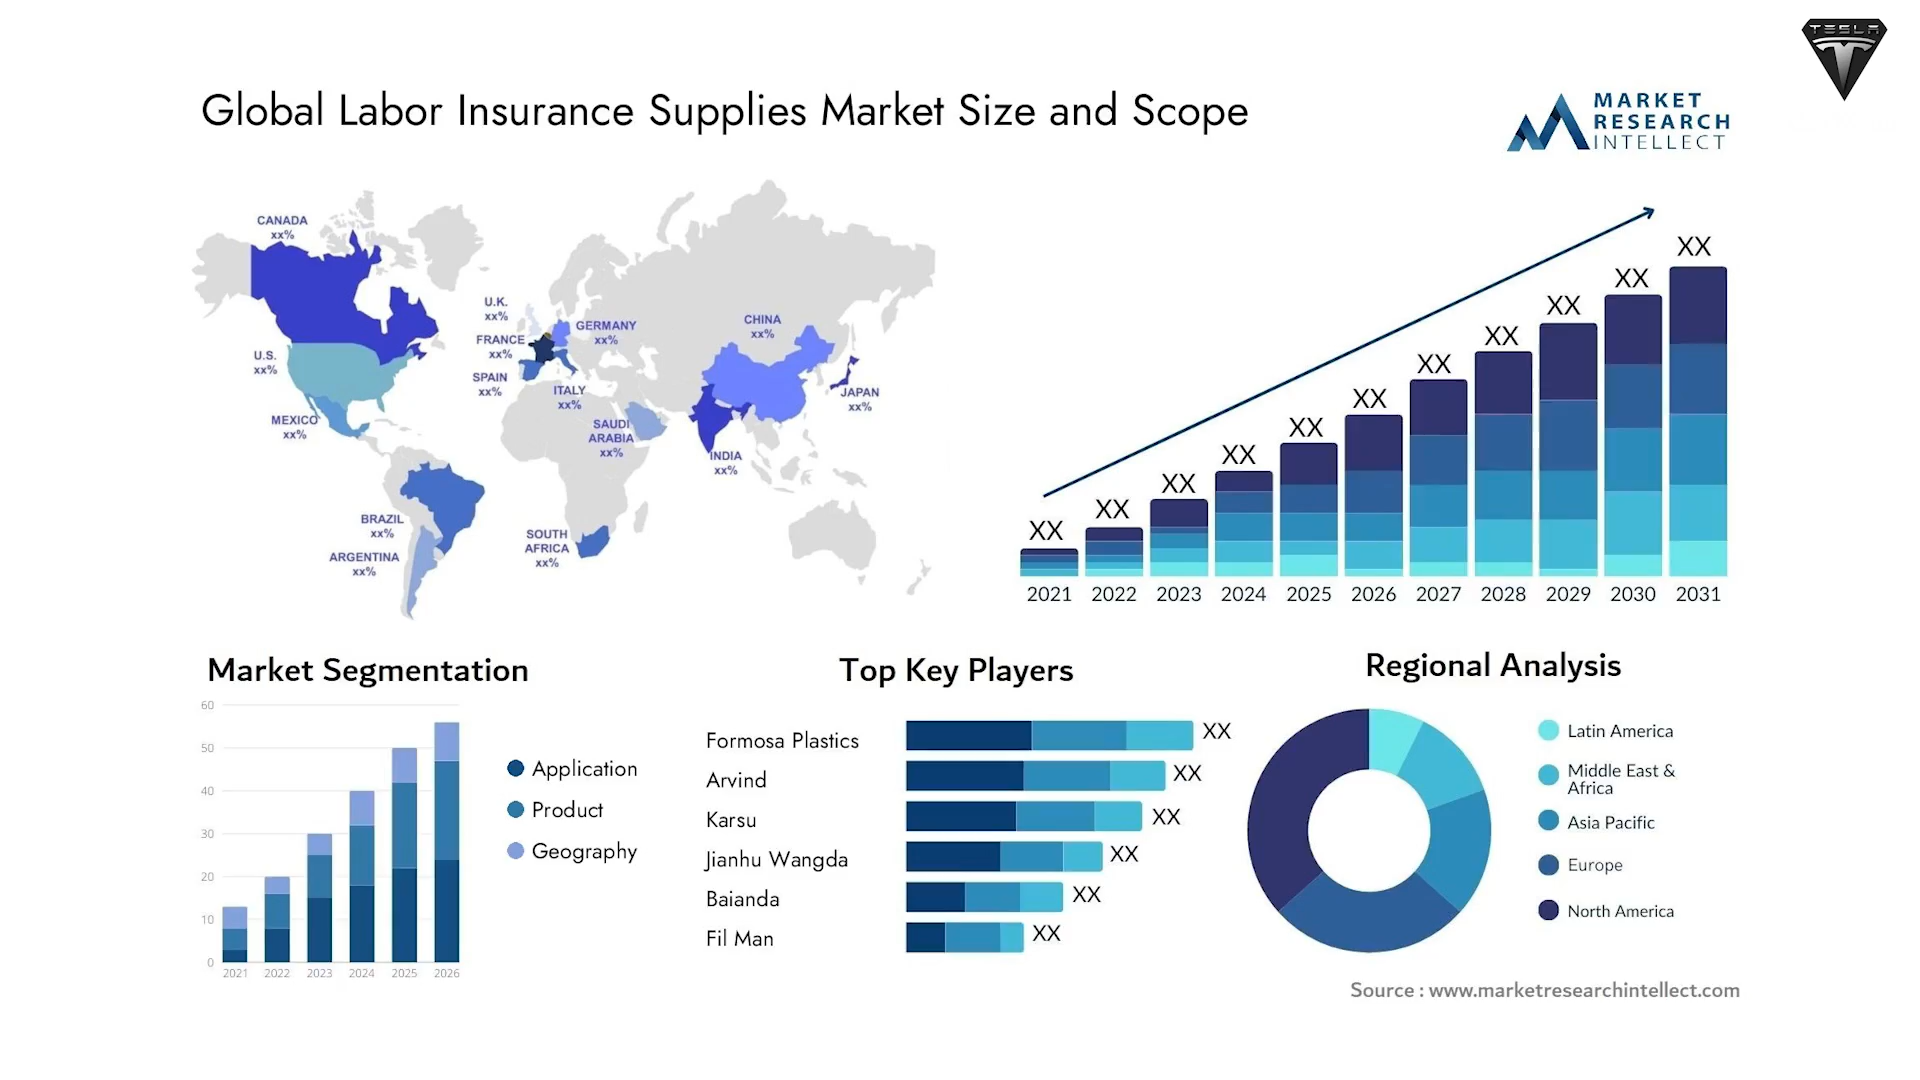 TESLA
Global Labor Insurance Supplies Market Size and Scope
MARKET
RESEARCH
INTELLECT
CANADA
xx%
U.S.
xx%
MEXICO
xx%
BRAZIL
xx%
ARGENTINA
xx%
U.K.
xx%
FRANCE
xx%
SPAIN
xx%
GERMANY
xx%
ITALY
xx%
SAUDI
ARABIA
xx%
SOUTH
AFRICA
xx%
CHINA
xx%
JAPAN
xx%
INDIA
xx%
XX
XX
XX
XX
XX
XX
XX
XX
XX
XX
XX
2021 2022 2023 2024 2025 2026 2027 2028 2029 2030 2031
Market Segmentation
60
50
40
30
20
10
0
2021 2022 2023 2024 2025 2026
Application
Product
Geography
Top Key Players
Formosa Plastics XX
Arvind XX
Karsu XX
Jianhu Wangda XX
Baianda XX
Fil Man XX
Regional Analysis
Latin America
Middle East &
Africa
Asia Pacific
Europe
North America
Source : www.marketresearchintellect.com